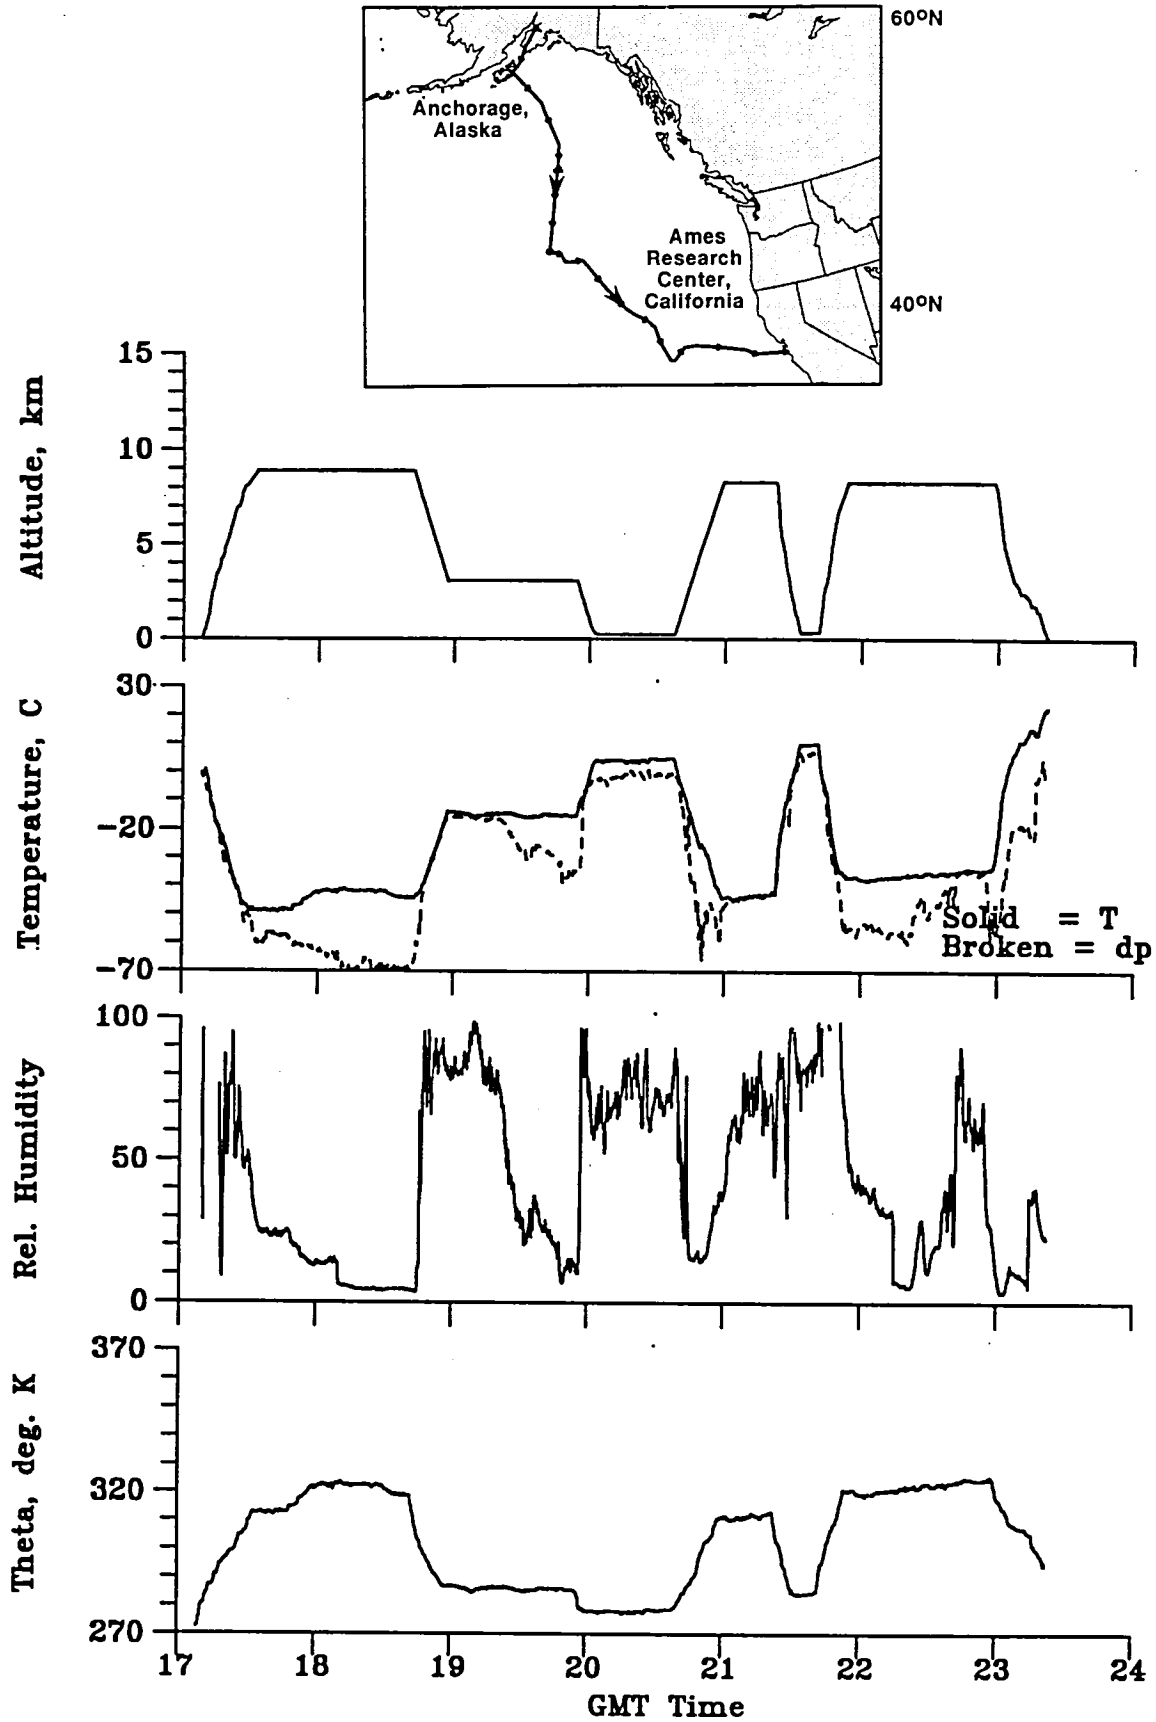 60ºN
Anchorage,
Alaska
Ames
Research
Center,
California
40ºN
15
10
5
0
Altitude, km
30
-20
-70
Temperature, C
Solid = T
Broken = dp
100
50
0
Rel. Humidity
370
320
270
Theta, deg. K
17 18 19 20 21 22 23 24
GMT Time